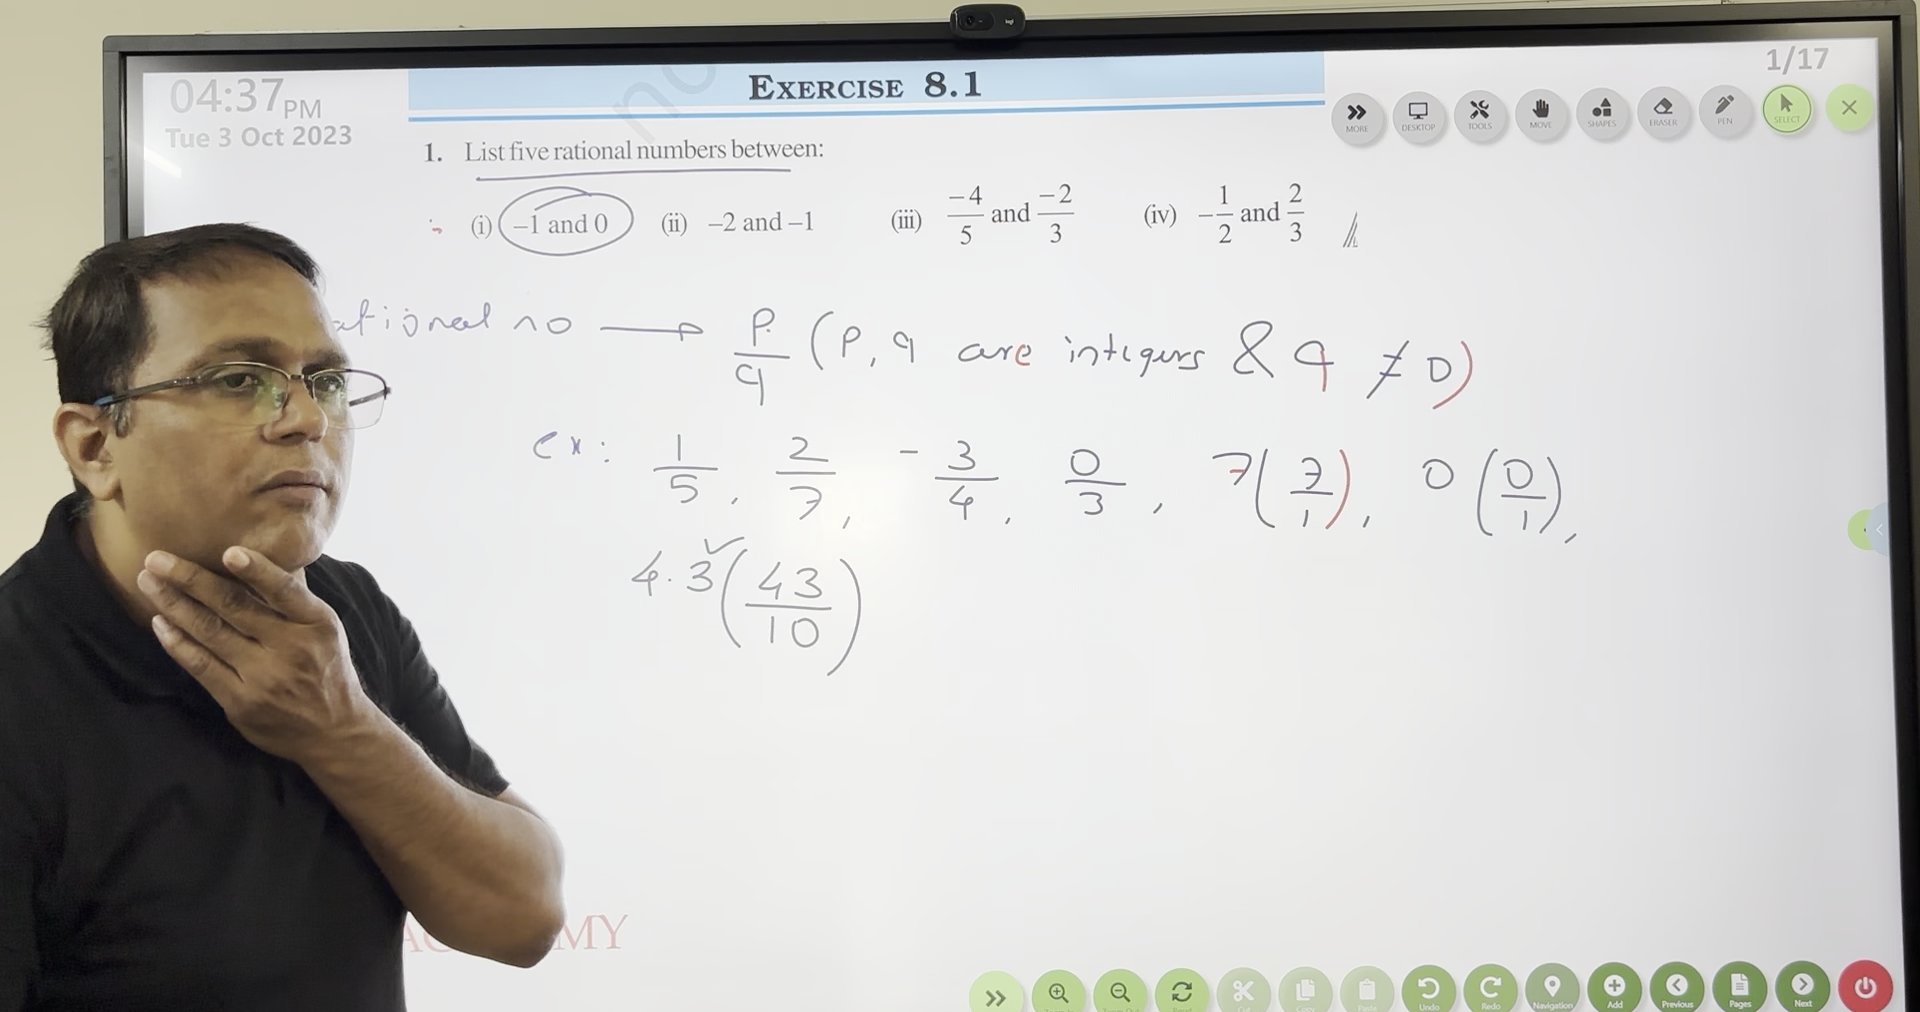 04:37PM
Tue 3 Oct 2023
1/17
EXERCISE 8.1
MORE DESKTOP TOOLS MOVE SHAPES ERASER PEN SELECT
1. List five rational numbers between:
(i) –1 and 0 (ii) –2 and –1 (iii) -4/5 and -2/3 (iv) -1/2 and 2/3
ational no → p/q (p, q are integers & q ≠ 0)
ex: 1/5, 2/7, -3/4, 0/3, 7(7/1), 0(0/1),
4.3(43/10)
MY
Undo Redo Navigation Add Previous Pages Next